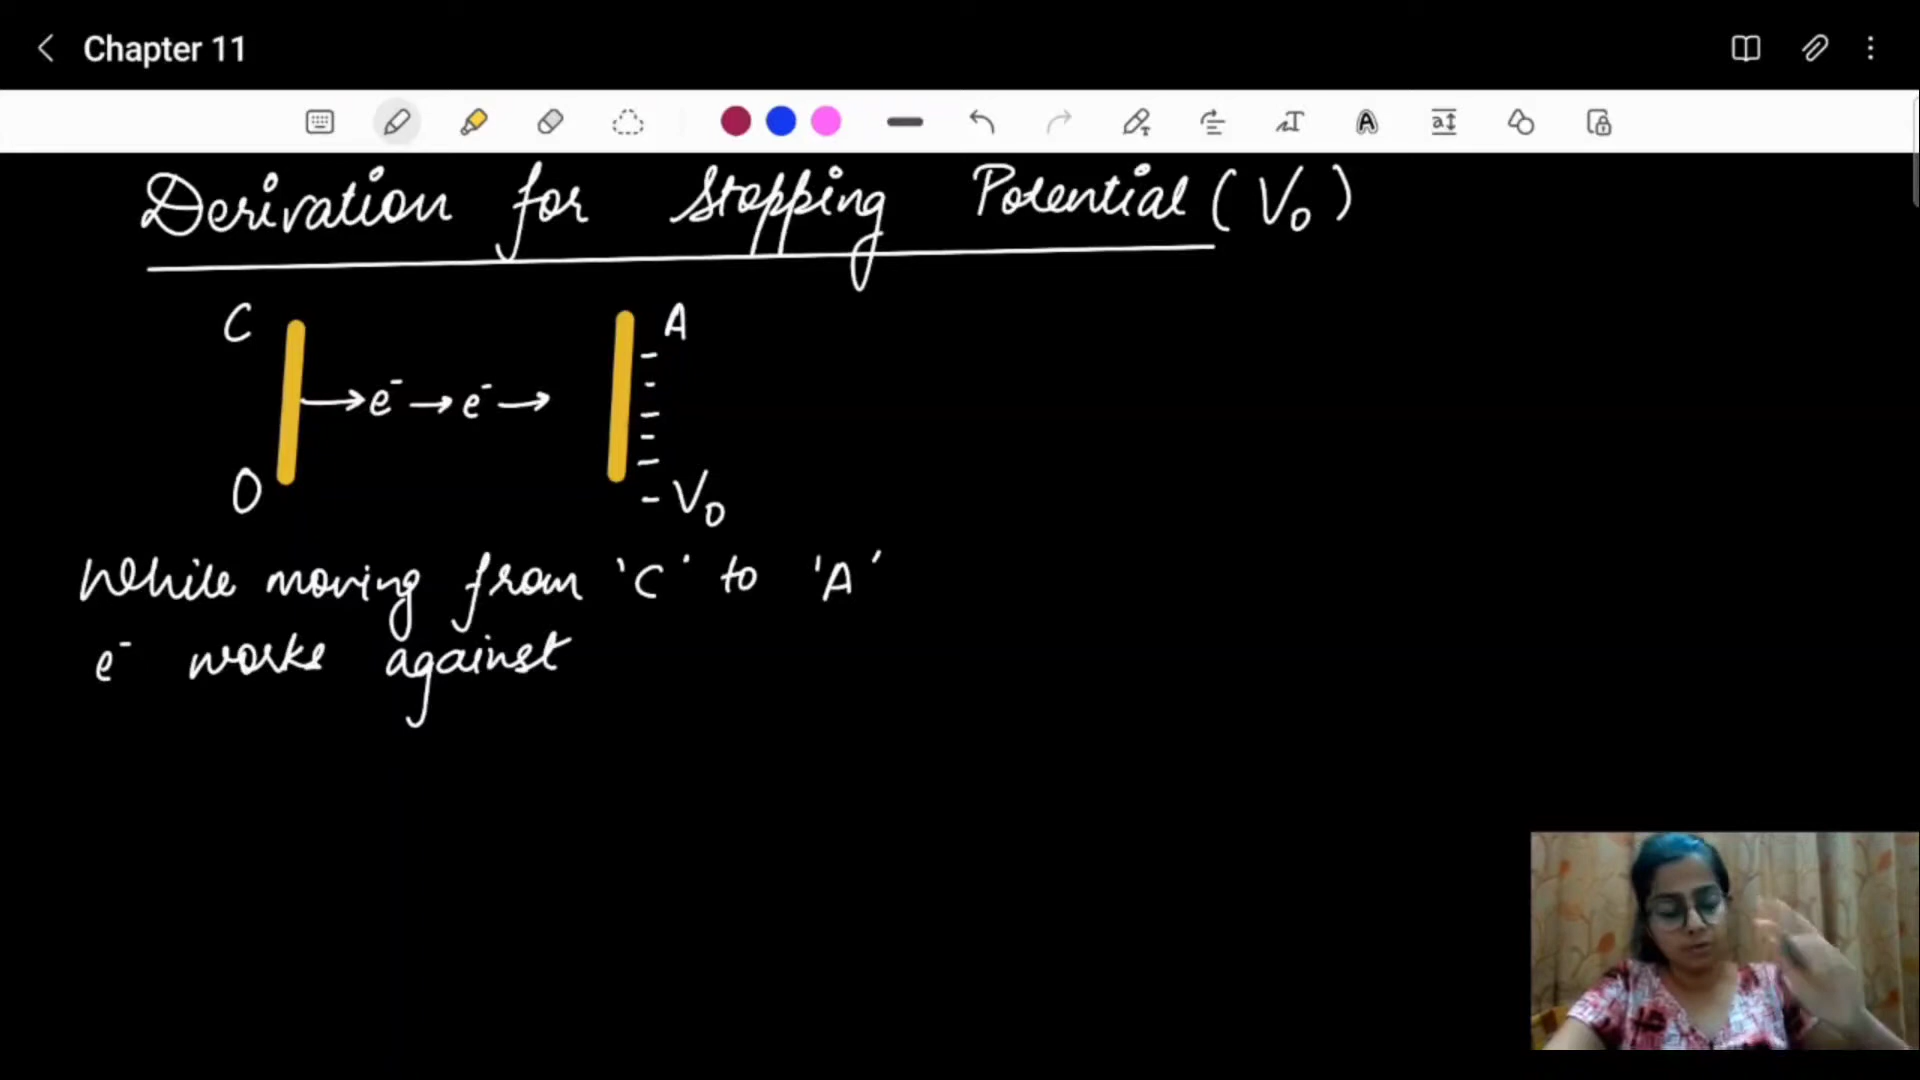 Chapter 11
Derivation for Stopping Potential (V₀)
C A
→ e⁻ → e⁻ →
O - V₀
While moving from 'C' to 'A'
e⁻ works against